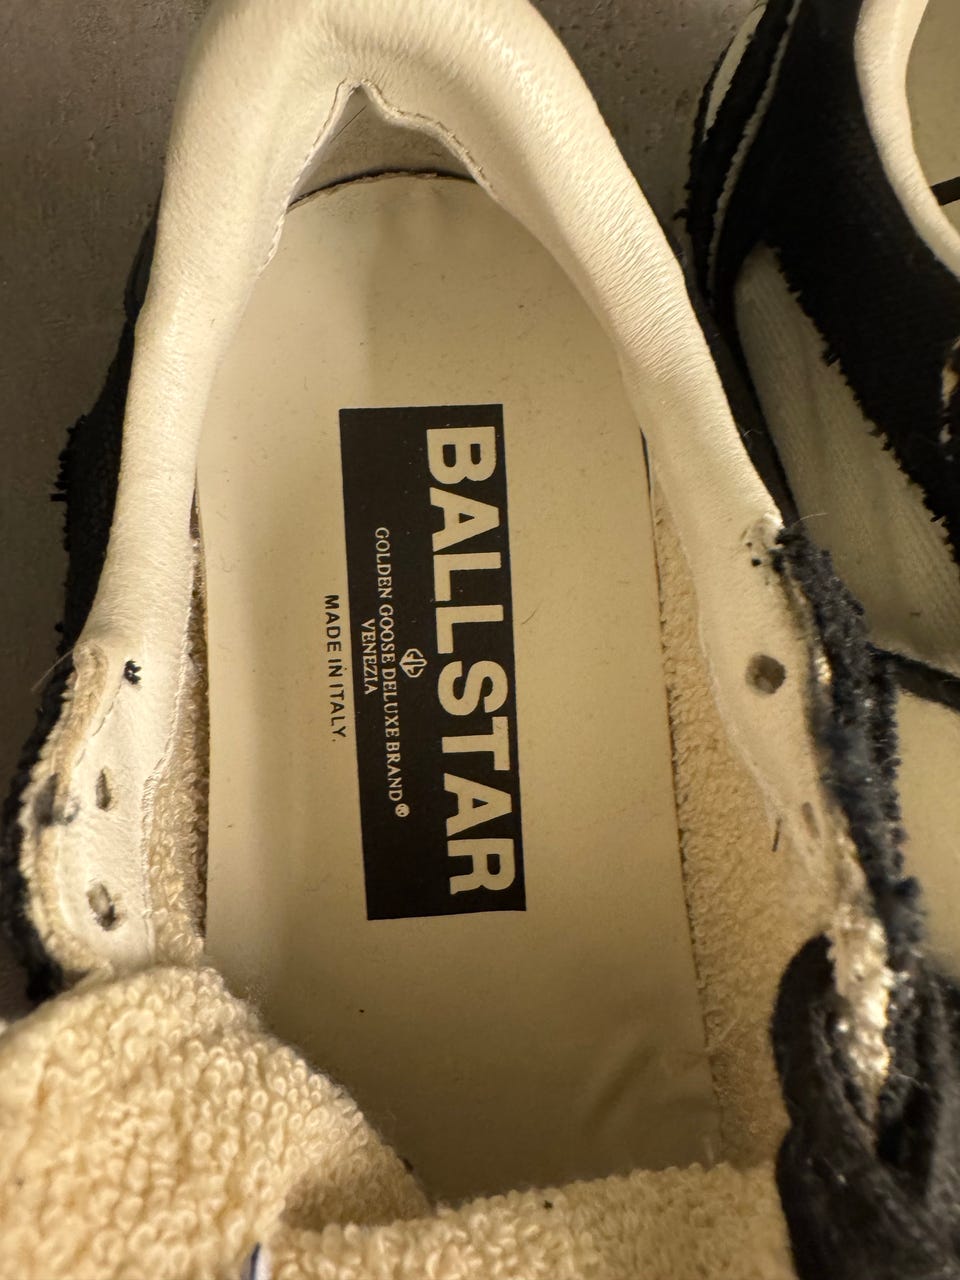 BALLSTAR
GOLDEN GOOSE DELUXE BRAND®
VENEZIA
MADE IN ITALY.